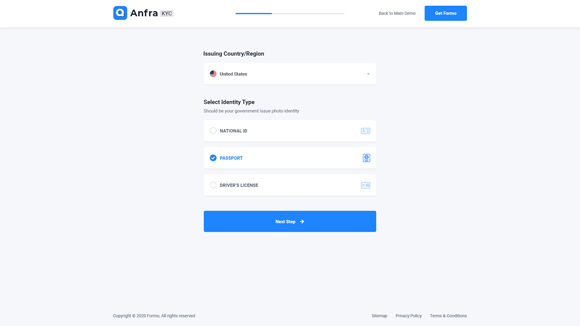 Anfra KYC
Back to Main Demo
Get Formo
Issuing Country/Region
United States
Select Identity Type
Should be your government issue photo identity
NATIONAL ID
PASSPORT
DRIVER'S LICENSE
Next Step
Copyright © 2020 Formo, All rights reserved
Sitemap
Privacy Policy
Terms & Conditions